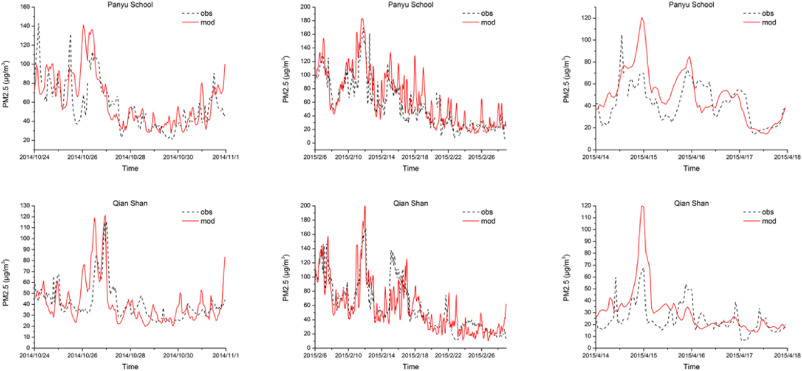 Panyu School
obs
mod
PM2.5 (μg/m³)
160
140
120
100
80
60
40
20
2014/10/24 2014/10/26 2014/10/28 2014/10/30 2014/11/1
Time
Panyu School
obs
mod
PM2.5 (μg/m³)
200
180
160
140
120
100
80
60
40
20
0
2015/2/6 2015/2/10 2015/2/14 2015/2/18 2015/2/22 2015/2/26
Time
Panyu School
obs
mod
PM2.5 (μg/m³)
120
100
80
60
40
20
0
2015/4/14 2015/4/15 2015/4/16 2015/4/17 2015/4/18
Time
Qian Shan
obs
mod
PM2.5 (μg/m³)
130
120
110
100
90
80
70
60
50
40
30
20
10
0
2014/10/24 2014/10/26 2014/10/28 2014/10/30 2014/11/1
Time
Qian Shan
obs
mod
PM2.5 (μg/m³)
200
180
160
140
120
100
80
60
40
20
0
2015/2/6 2015/2/10 2015/2/14 2015/2/18 2015/2/22 2015/2/26
Time
Qian Shan
obs
mod
PM2.5 (μg/m³)
120
100
80
60
40
20
0
2015/4/14 2015/4/15 2015/4/16 2015/4/17 2015/4/18
Time